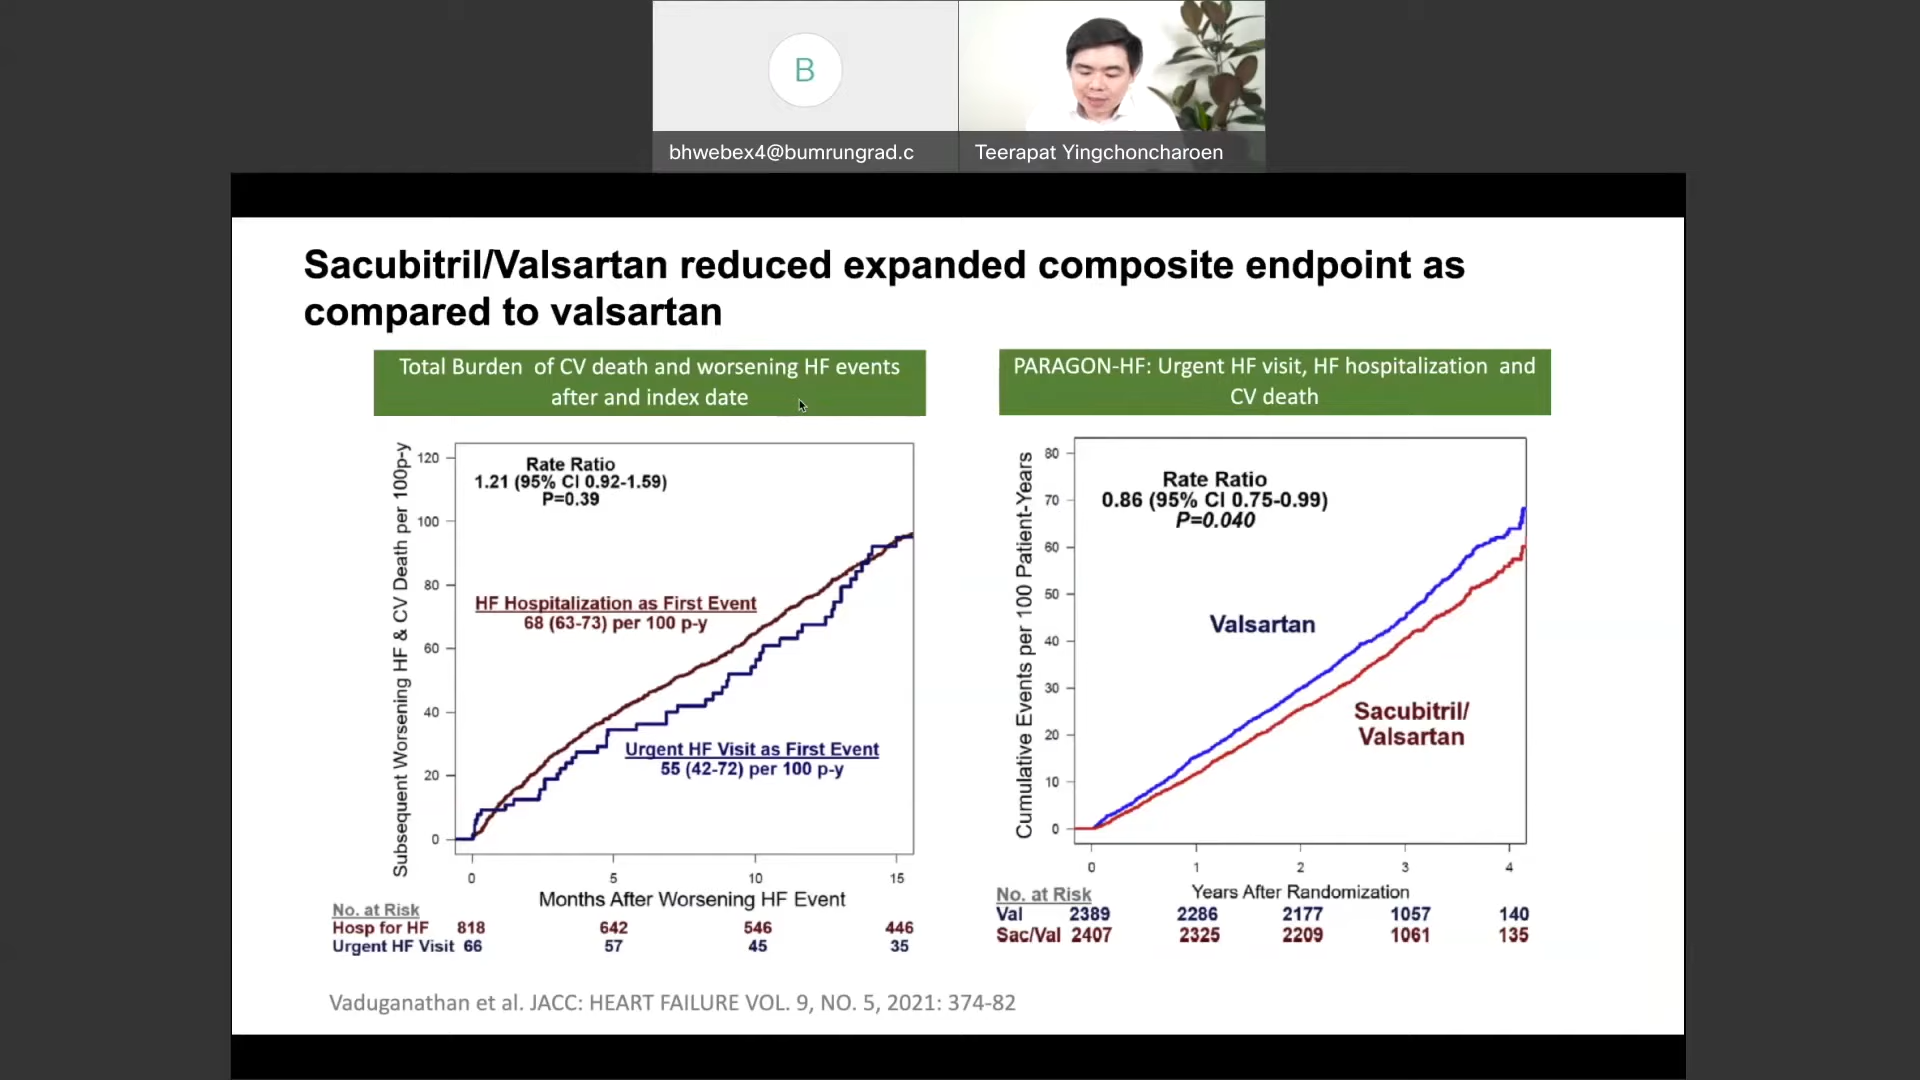 B
bhwebex4@bumrungrad.c
Teerapat Yingchoncharoen
Sacubitril/Valsartan reduced expanded composite endpoint as
compared to valsartan
Total Burden of CV death and worsening HF events
after and index date
Subsequent Worsening HF & CV Death per 100p-y
120
100
80
60
40
20
0
Rate Ratio
1.21 (95% CI 0.92-1.59)
P=0.39
HF Hospitalization as First Event
68 (63-73) per 100 p-y
Urgent HF Visit as First Event
55 (42-72) per 100 p-y
0 5 10 15
Months After Worsening HF Event
No. at Risk
Hosp for HF 818 642 546 446
Urgent HF Visit 66 57 45 35
PARAGON-HF: Urgent HF visit, HF hospitalization and
CV death
Cumulative Events per 100 Patient-Years
80
70
60
50
40
30
20
10
0
Rate Ratio
0.86 (95% CI 0.75-0.99)
P=0.040
Valsartan
Sacubitril/
Valsartan
0 1 2 3 4
Years After Randomization
No. at Risk
Val 2389 2286 2177 1057 140
Sac/Val 2407 2325 2209 1061 135
Vaduganathan et al. JACC: HEART FAILURE VOL. 9, NO. 5, 2021: 374-82